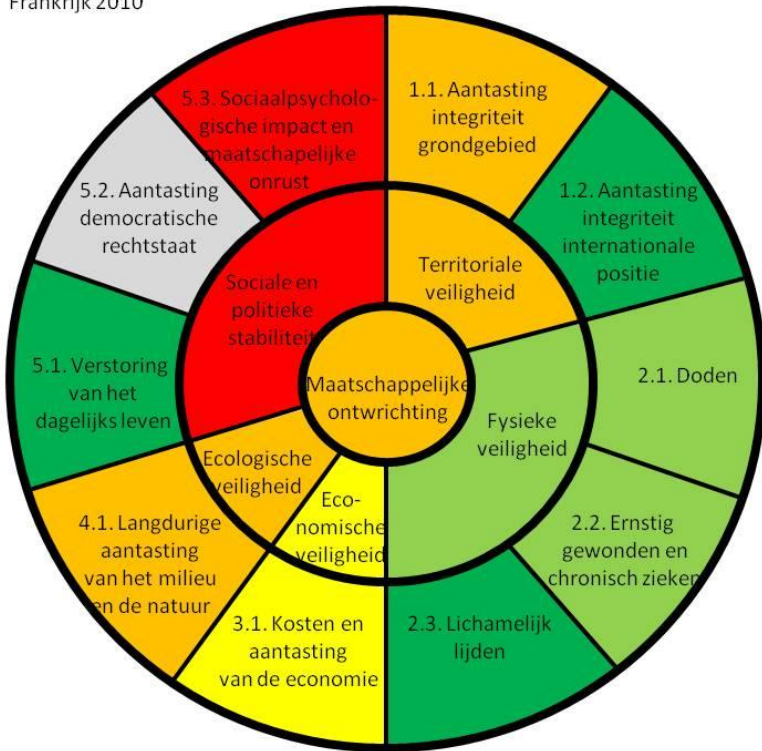 Frankrijk 2010
5.3. Sociaalpsycholo-
gische impact en
maatschapelijke
onrust
1.1. Aantasting
integriteit
grondgebied
1.2. Aantasting
integriteit
internationale
positie
5.2. Aantasting
democratische
rechtstaat
Sociale en
politieke
stabiliteit
Territoriale
veiligheid
2.1. Doden
5.1. Verstoring
van het
dagelijks leven
Maatschappelijke
ontwrichting
Fysieke
veiligheid
Ecologische
veiligheid
Eco-
nomische
veiligheid
4.1. Langdurige
aantasting
van het milieu
en de natuur
2.2. Ernstig
gewonden en
chronisch zieken
3.1. Kosten en
aantasting
van de economie
2.3. Lichamelijk
lijden